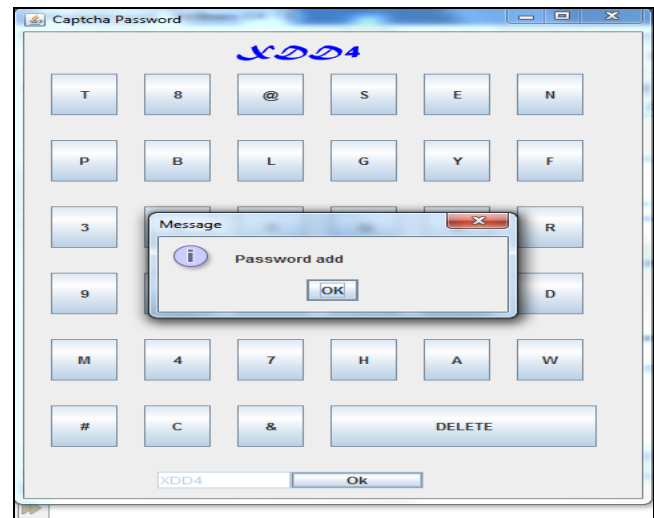 Captcha Password
XDD4
T 8 @ S E N
P B L G Y F
3 R
Message
Password add
OK
9 D
M 4 7 H A W
# C & DELETE
XDD4 Ok